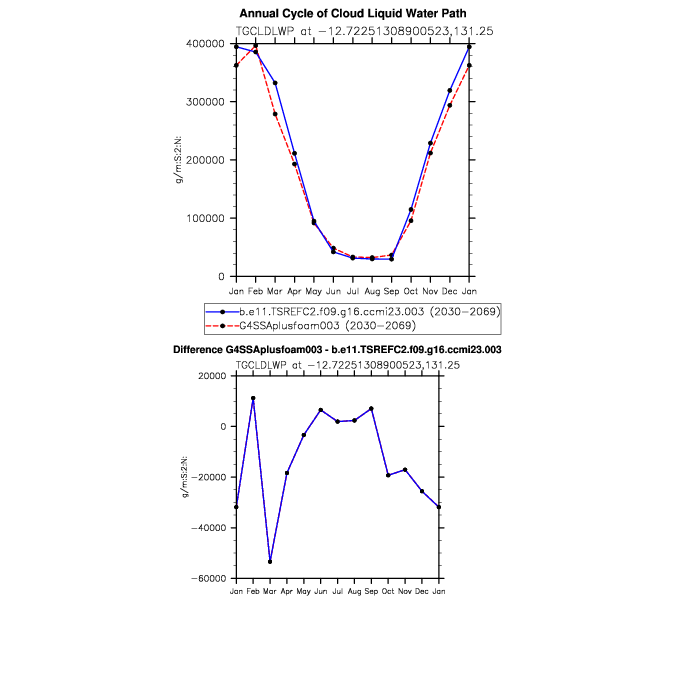 Annual Cycle of Cloud Liquid Water Path
TGCLDLWP at −12.72251308900523,131.25
400000
300000
200000
100000
0
g/m:S:2:N:
Jan Feb Mar Apr May Jun Jul Aug Sep Oct Nov Dec Jan
b.e11.TSREFC2.f09.g16.ccmi23.003 (2030-2069)
G4SSAplusfoam003 (2030-2069)
Difference G4SSAplusfoam003 - b.e11.TSREFC2.f09.g16.ccmi23.003
TGCLDLWP at −12.72251308900523,131.25
20000
0
−20000
−40000
−60000
g/m:S:2:N:
Jan Feb Mar Apr May Jun Jul Aug Sep Oct Nov Dec Jan